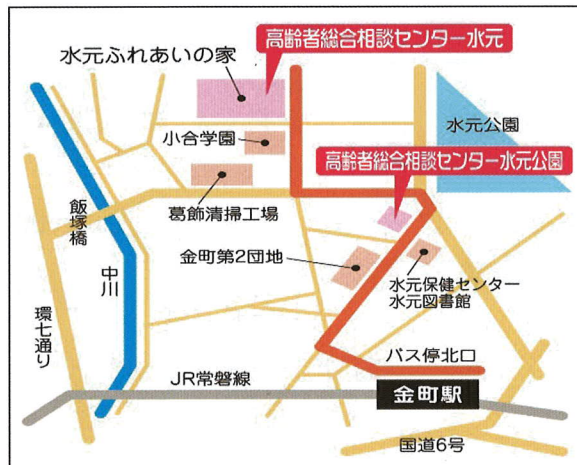 高齢者総合相談センター水元
水元ふれあいの家
水元公園
小合学園
高齢者総合相談センター水元公園
葛飾清掃工場
飯塚橋
中川
金町第2団地
水元保健センター
水元図書館
環七通り
バス停北口
JR常磐線
金町駅
国道6号